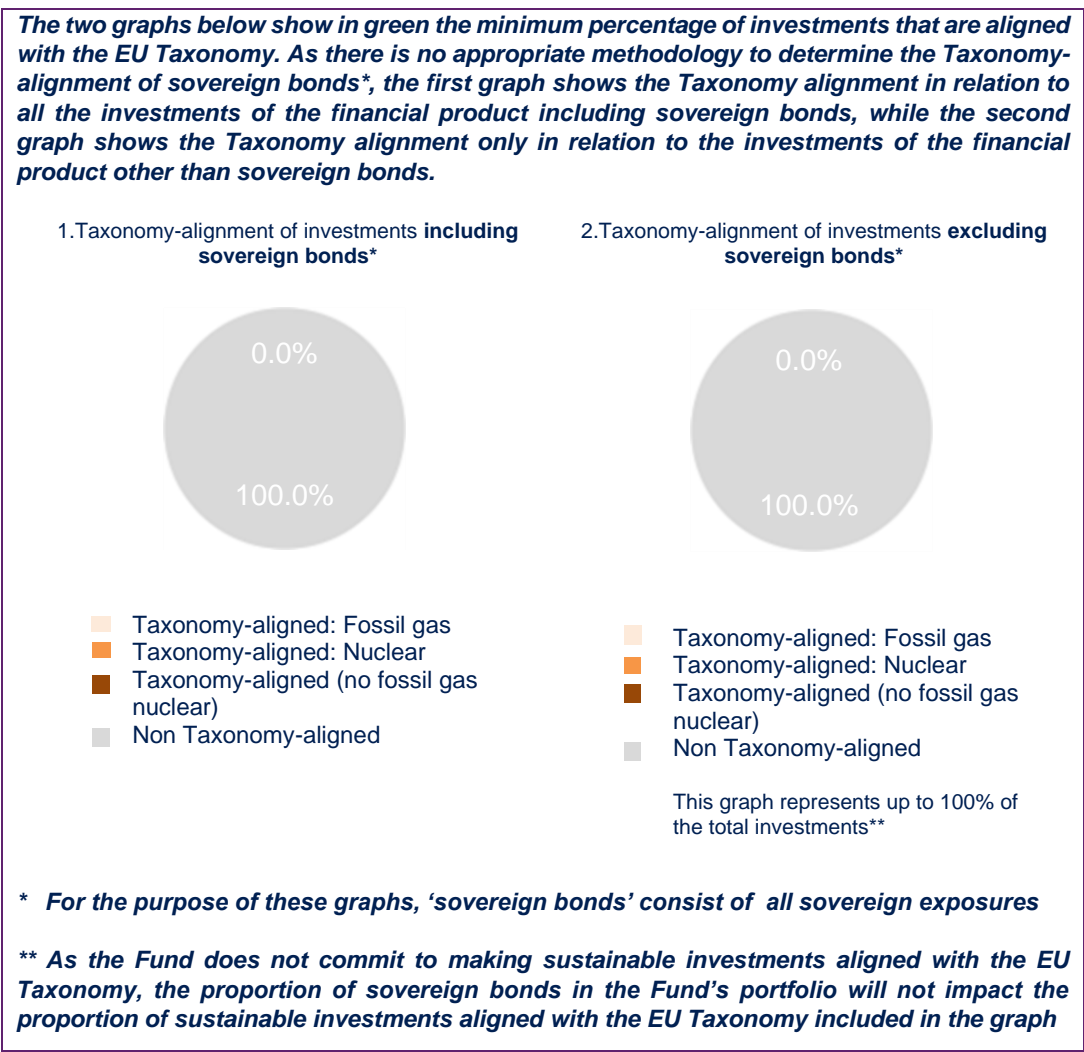 The two graphs below show in green the minimum percentage of investments that are aligned
with the EU Taxonomy. As there is no appropriate methodology to determine the Taxonomy-
alignment of sovereign bonds*, the first graph shows the Taxonomy alignment in relation to
all the investments of the financial product including sovereign bonds, while the second
graph shows the Taxonomy alignment only in relation to the investments of the financial
product other than sovereign bonds.
1.Taxonomy-alignment of investments including
sovereign bonds*
0.0%
100.0%
Taxonomy-aligned: Fossil gas
Taxonomy-aligned: Nuclear
Taxonomy-aligned (no fossil gas
nuclear)
Non Taxonomy-aligned
2.Taxonomy-alignment of investments excluding
sovereign bonds*
0.0%
100.0%
Taxonomy-aligned: Fossil gas
Taxonomy-aligned: Nuclear
Taxonomy-aligned (no fossil gas
nuclear)
Non Taxonomy-aligned
This graph represents up to 100% of
the total investments**
* For the purpose of these graphs, ‘sovereign bonds’ consist of all sovereign exposures
** As the Fund does not commit to making sustainable investments aligned with the EU
Taxonomy, the proportion of sovereign bonds in the Fund’s portfolio will not impact the
proportion of sustainable investments aligned with the EU Taxonomy included in the graph